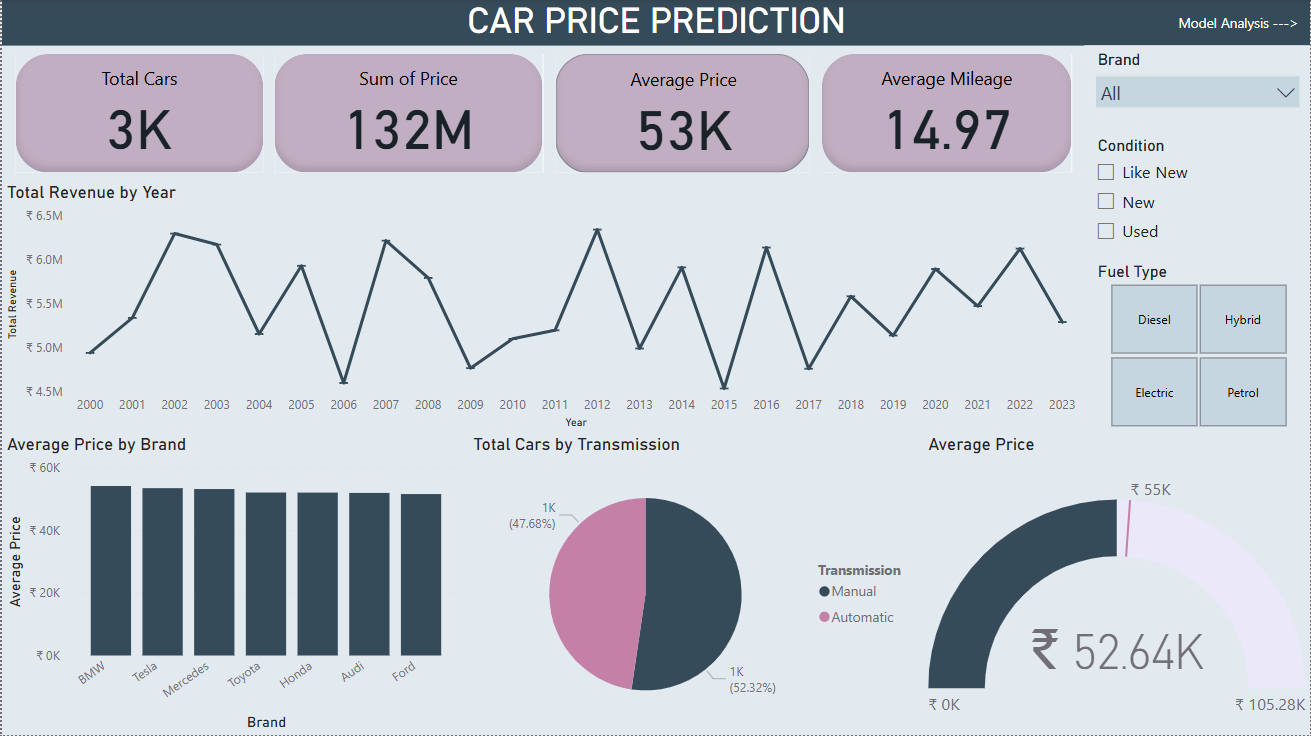 CAR PRICE PREDICTION
Model Analysis --->
Total Cars
3K
Sum of Price
132M
Average Price
53K
Average Mileage
14.97
Brand
All
Condition
Like New
New
Used
Fuel Type
Diesel
Hybrid
Electric
Petrol
Total Revenue by Year
Total Revenue
₹ 6.5M
₹ 6.0M
₹ 5.5M
₹ 5.0M
₹ 4.5M
2000 2001 2002 2003 2004 2005 2006 2007 2008 2009 2010 2011 2012 2013 2014 2015 2016 2017 2018 2019 2020 2021 2022 2023
Year
Average Price by Brand
Average Price
₹ 60K
₹ 40K
₹ 20K
₹ 0K
BMW Tesla Mercedes Toyota Honda Audi Ford
Brand
Total Cars by Transmission
1K
(47.68%)
1K
(52.32%)
Transmission
Manual
Automatic
Average Price
₹ 55K
₹ 52.64K
₹ 0K
₹ 105.28K